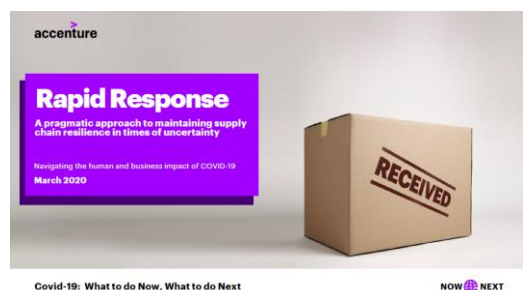 accenture
Rapid Response
A pragmatic approach to maintaining supply
chain resilience in times of uncertainty
Navigating the human and business impact of COVID-19
March 2020
RECEIVED
Covid-19: What to do Now, What to do Next
NOW NEXT